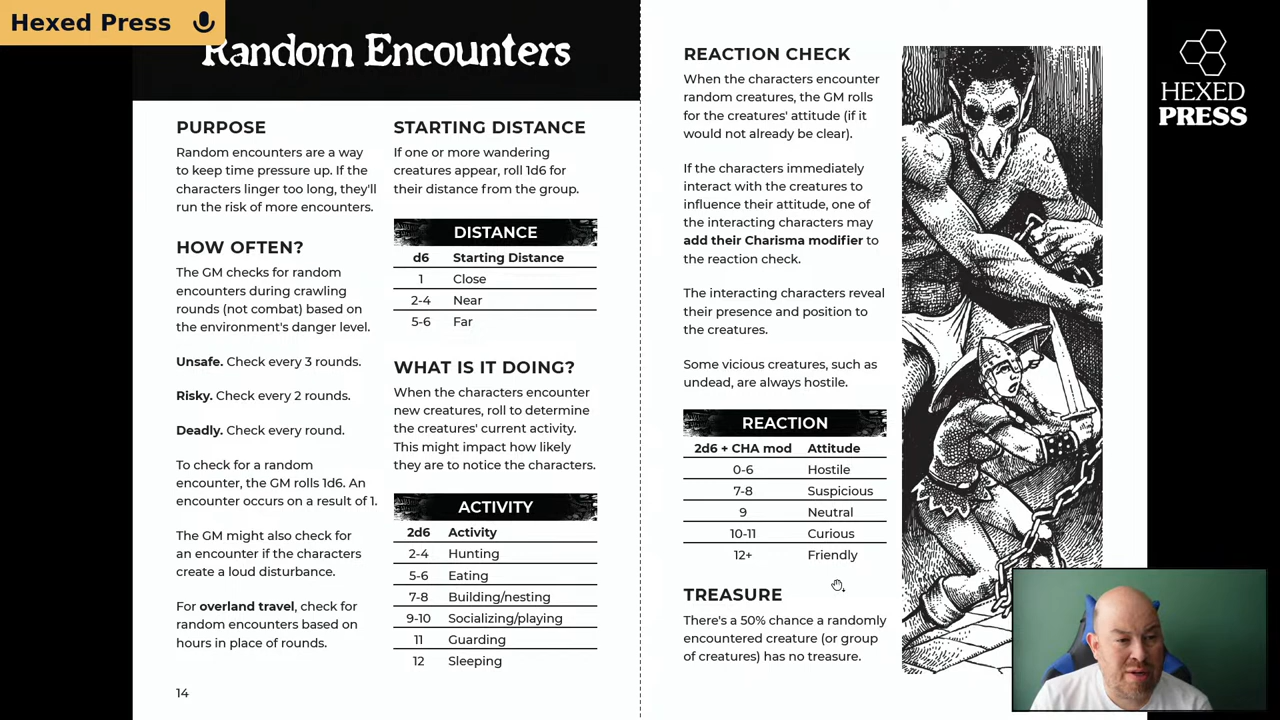 Hexed Press
Random Encounters
PURPOSE
Random encounters are a way
to keep time pressure up. If the
characters linger too long, they'll
run the risk of more encounters.
HOW OFTEN?
The GM checks for random
encounters during crawling
rounds (not combat) based on
the environment's danger level.
Unsafe. Check every 3 rounds.
Risky. Check every 2 rounds.
Deadly. Check every round.
To check for a random
encounter, the GM rolls 1d6. An
encounter occurs on a result of 1.
The GM might also check for
an encounter if the characters
create a loud disturbance.
For overland travel, check for
random encounters based on
hours in place of rounds.
14
STARTING DISTANCE
If one or more wandering
creatures appear, roll 1d6 for
their distance from the group.
DISTANCE
d6 Starting Distance
1 Close
2-4 Near
5-6 Far
WHAT IS IT DOING?
When the characters encounter
new creatures, roll to determine
the creatures' current activity.
This might impact how likely
they are to notice the characters.
ACTIVITY
2d6 Activity
2-4 Hunting
5-6 Eating
7-8 Building/nesting
9-10 Socializing/playing
11 Guarding
12 Sleeping
REACTION CHECK
When the characters encounter
random creatures, the GM rolls
for the creatures' attitude (if it
would not already be clear).
If the characters immediately
interact with the creatures to
influence their attitude, one of
the interacting characters may
add their Charisma modifier to
the reaction check.
The interacting characters reveal
their presence and position to
the creatures.
Some vicious creatures, such as
undead, are always hostile.
REACTION
2d6 + CHA mod Attitude
0-6 Hostile
7-8 Suspicious
9 Neutral
10-11 Curious
12+ Friendly
TREASURE
There's a 50% chance a randomly
encountered creature (or group
of creatures) has no treasure.
HEXED
PRESS